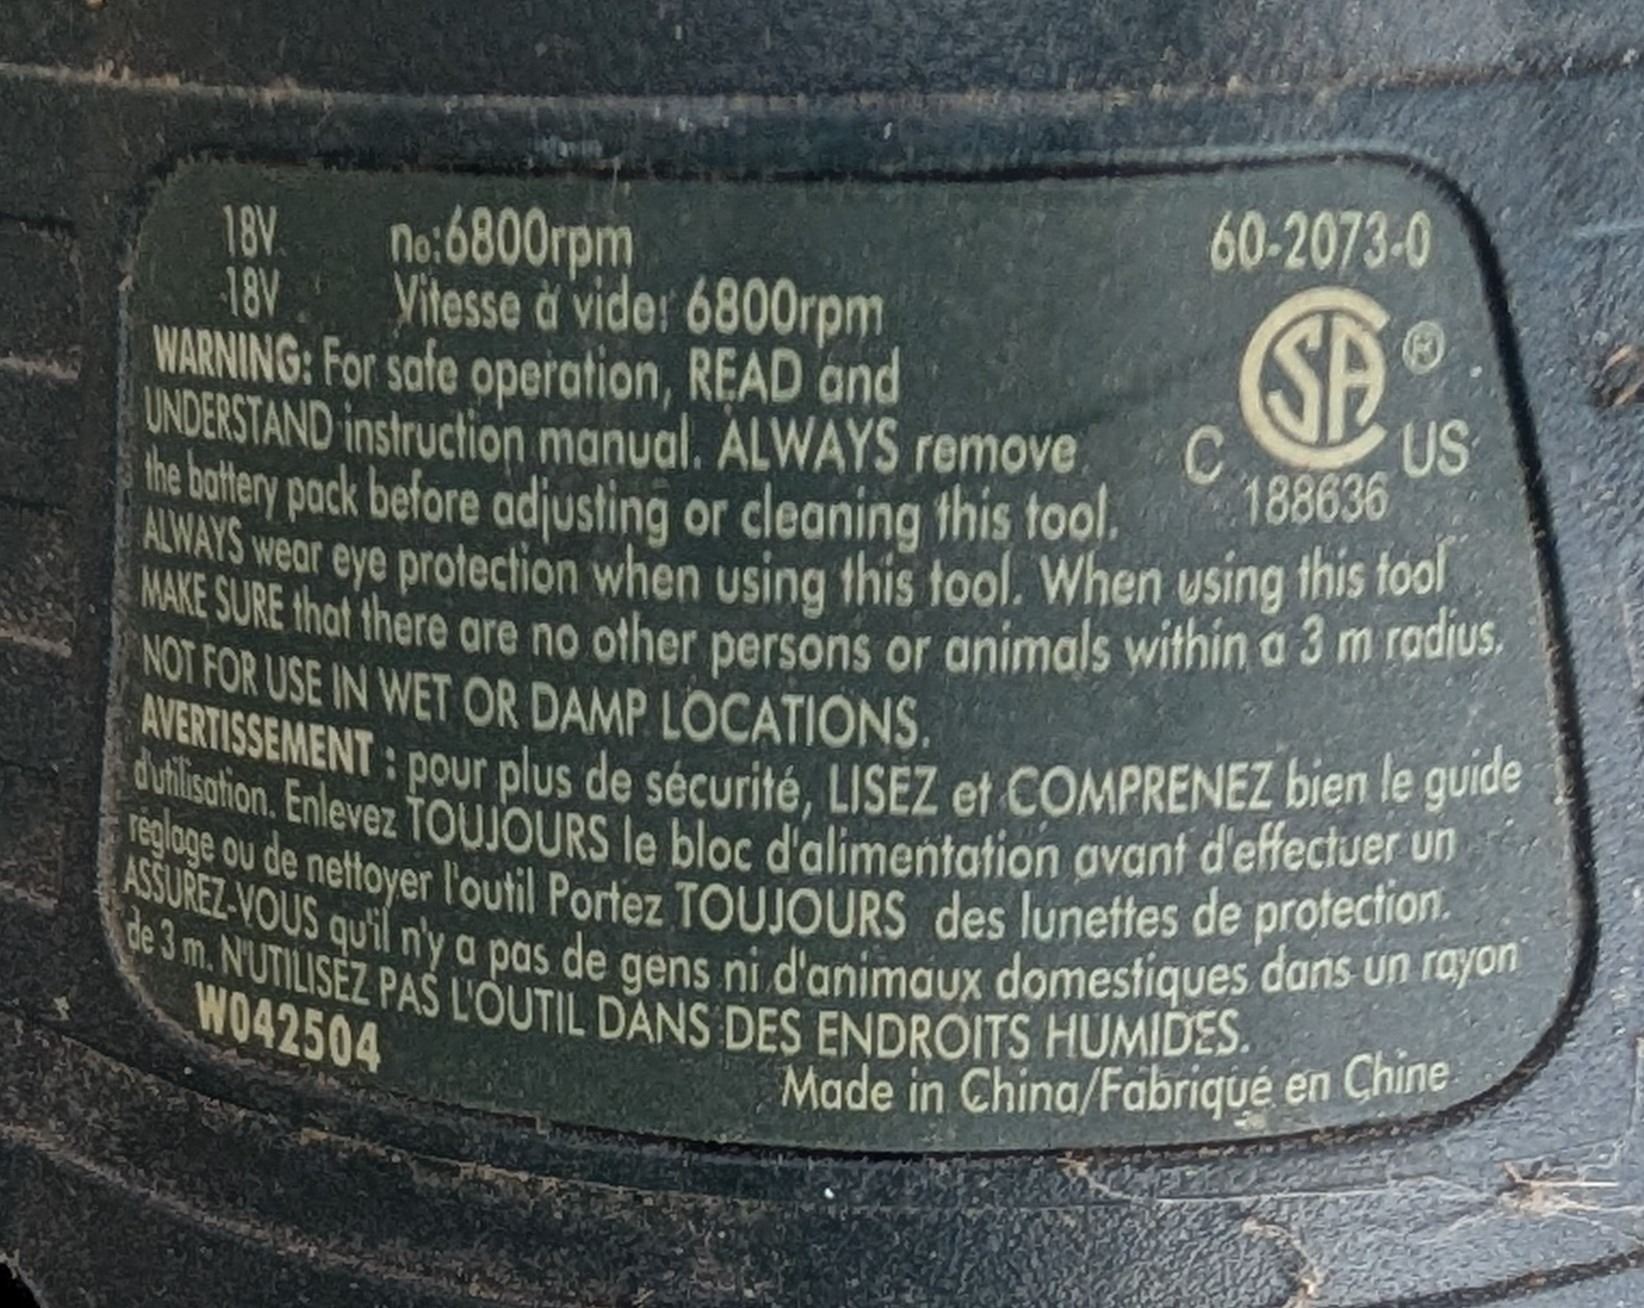 18V no:6800rpm 60-2073-0
18V Vitesse à vide: 6800rpm
WARNING: For safe operation, READ and
UNDERSTAND instruction manual. ALWAYS remove
the battery pack before adjusting or cleaning this tool.
CSA ®
C US
188636
ALWAYS wear eye protection when using this tool. When using this tool
MAKE SURE that there are no other persons or animals within a 3 m radius.
NOT FOR USE IN WET OR DAMP LOCATIONS.
AVERTISSEMENT : pour plus de sécurité, LISEZ et COMPRENEZ bien le guide
d'utilisation. Enlevez TOUJOURS le bloc d'alimentation avant d'effectuer un
réglage ou de nettoyer l'outil Portez TOUJOURS des lunettes de protection.
ASSUREZ-VOUS qu'il n'y a pas de gens ni d'animaux domestiques dans un rayon
de 3 m. N'UTILISEZ PAS L'OUTIL DANS DES ENDROITS HUMIDES.
W042504
Made in China/Fabriqué en Chine